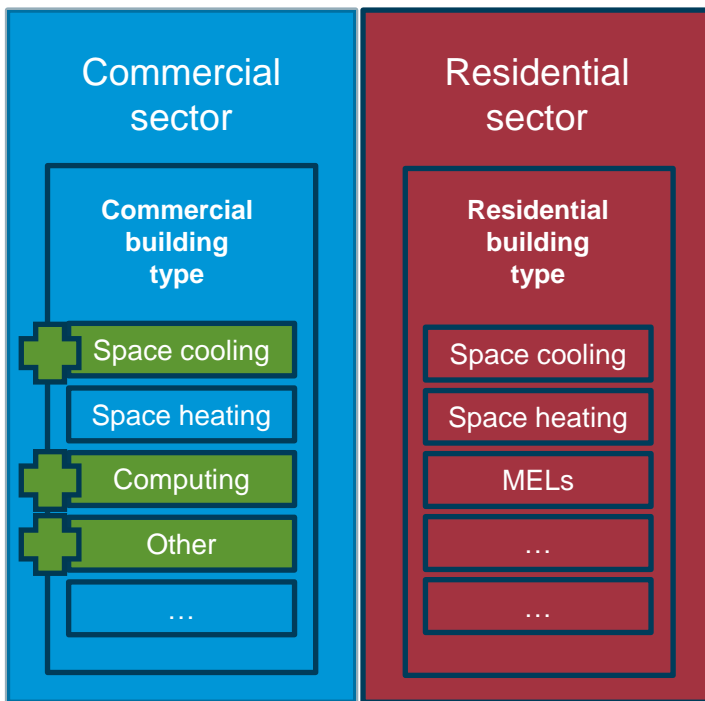 Commercial
sector
Commercial
building
type
Space cooling
Space heating
Computing
Other
…
Residential
sector
Residential
building
type
Space cooling
Space heating
MELs
…
…